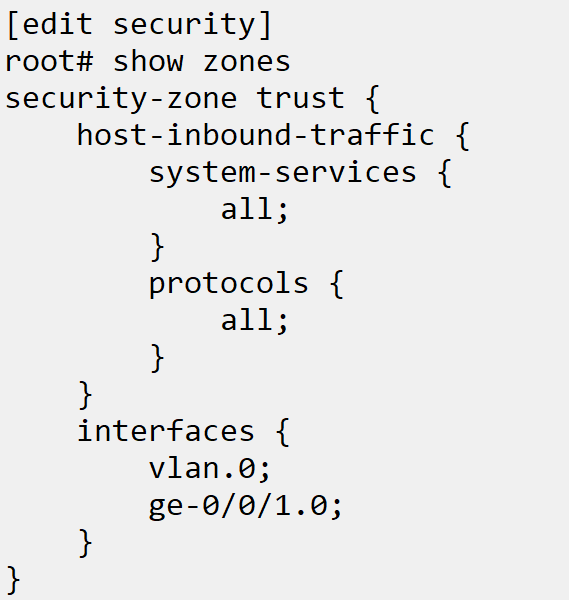 [edit security]
root# show zones
security-zone trust {
    host-inbound-traffic {
        system-services {
            all;
        }
        protocols {
            all;
        }
    }
    interfaces {
        vlan.0;
        ge-0/0/1.0;
    }
}